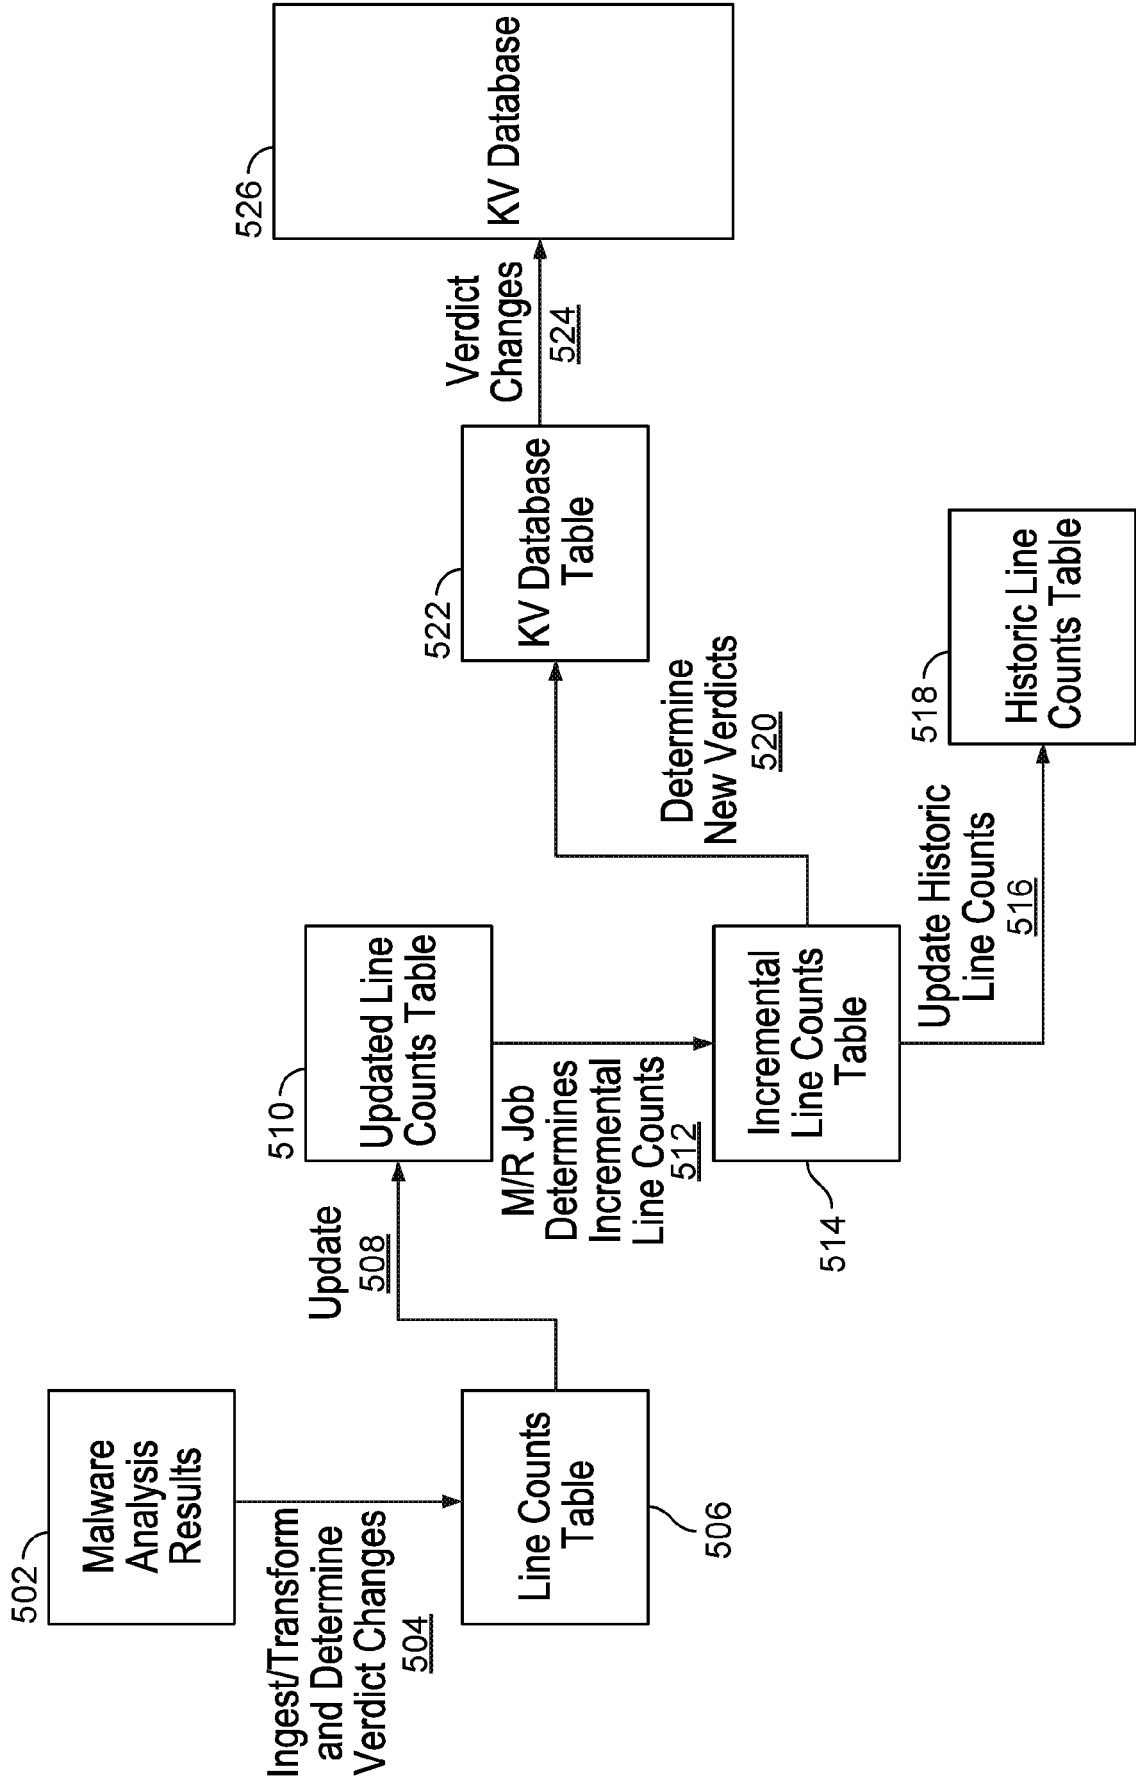 502
Malware
Analysis
Results
Ingest/Transform
and Determine
Verdict Changes
504
Line Counts
Table
506
Update
508
510
Updated Line
Counts Table
M/R Job
Determines
Incremental
Line Counts
512
Incremental
Line Counts
Table
514
Update Historic
Line Counts
516
518
Historic Line
Counts Table
Determine
New Verdicts
520
522
KV Database
Table
Verdict
Changes
524
526
KV Database